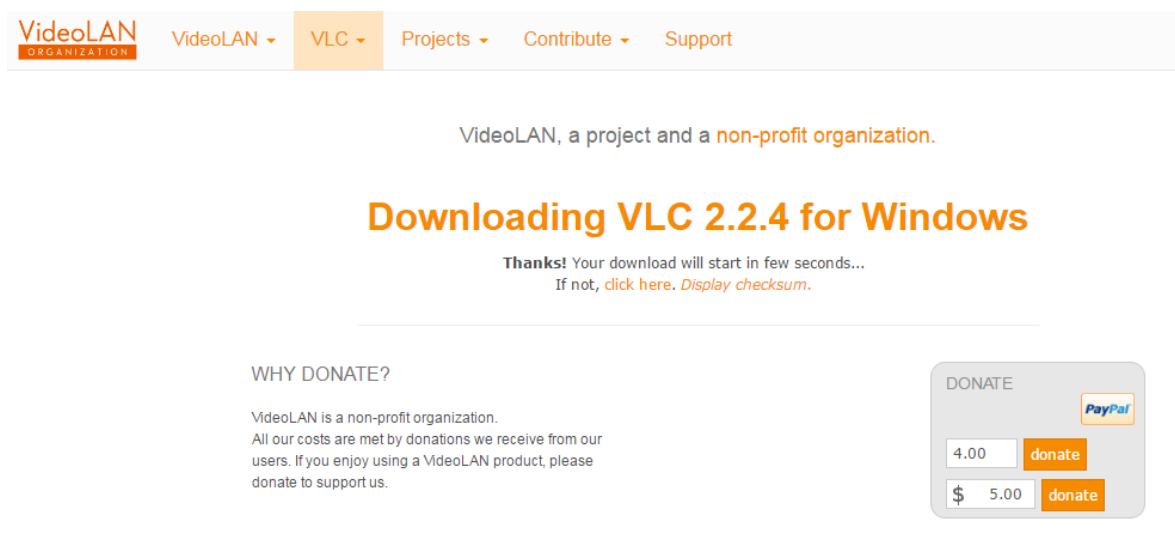 VideoLAN
ORGANIZATION
VideoLAN
VLC
Projects
Contribute
Support
VideoLAN, a project and a non-profit organization.
Downloading VLC 2.2.4 for Windows
Thanks! Your download will start in few seconds...
If not, click here. Display checksum.
WHY DONATE?
VideoLAN is a non-profit organization.
All our costs are met by donations we receive from our
users. If you enjoy using a VideoLAN product, please
donate to support us.
DONATE
PayPal
4.00 donate
$ 5.00 donate